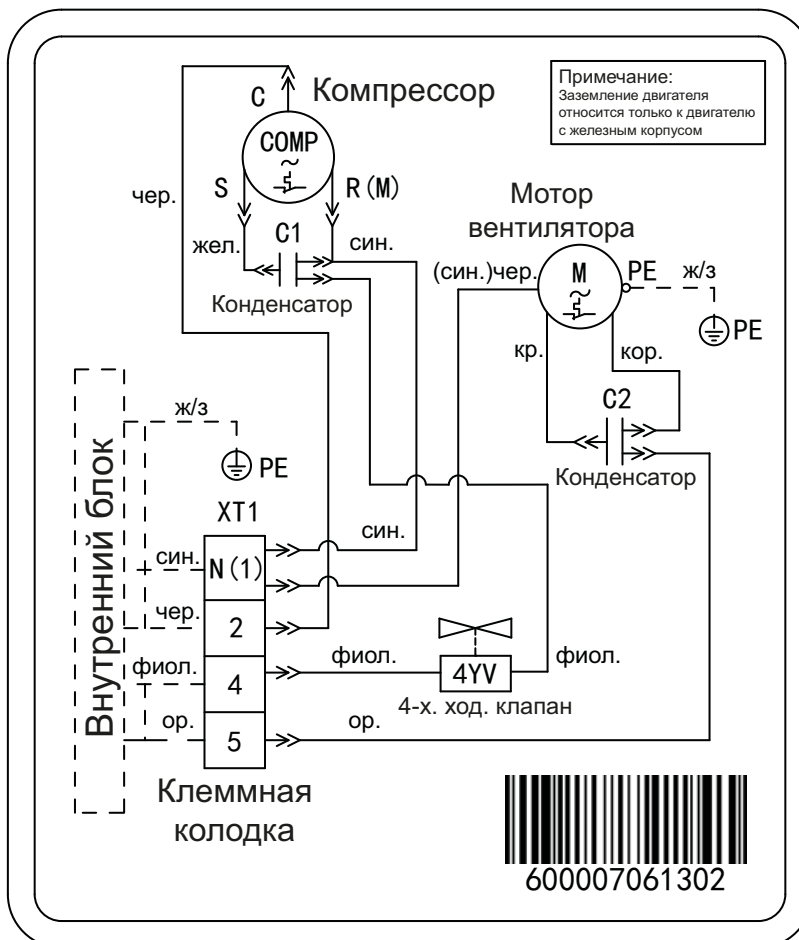 C
Компрессор
Примечание:
Заземление двигателя
относится только к двигателю
с железным корпусом
COMP
~
чер.
S
R(M)
Мотор
вентилятора
жел.
C1
син.
Конденсатор
(син.)чер.
M
~
PE
ж/з
PE
кр.
кор.
C2
Конденсатор
ж/з
PE
XT1
Внутренний блок
син.
N(1)
син.
чер.
2
фиол.
4
фиол.
4YV
фиол.
4-х. ход. клапан
ор.
5
ор.
Клеммная
колодка
600007061302